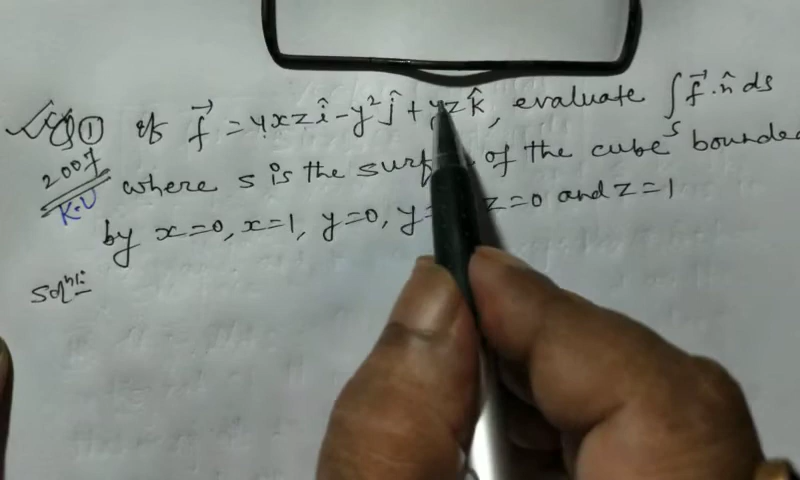 Q ① If f⃗ = 4xz î - y² ĵ + yz k̂, evaluate ∫ f⃗ . n̂ ds
S
2007
K.U
where s is the surf of the cube bounded
by x=0, x=1, y=0, y= z=0 and z=1
Solⁿ: